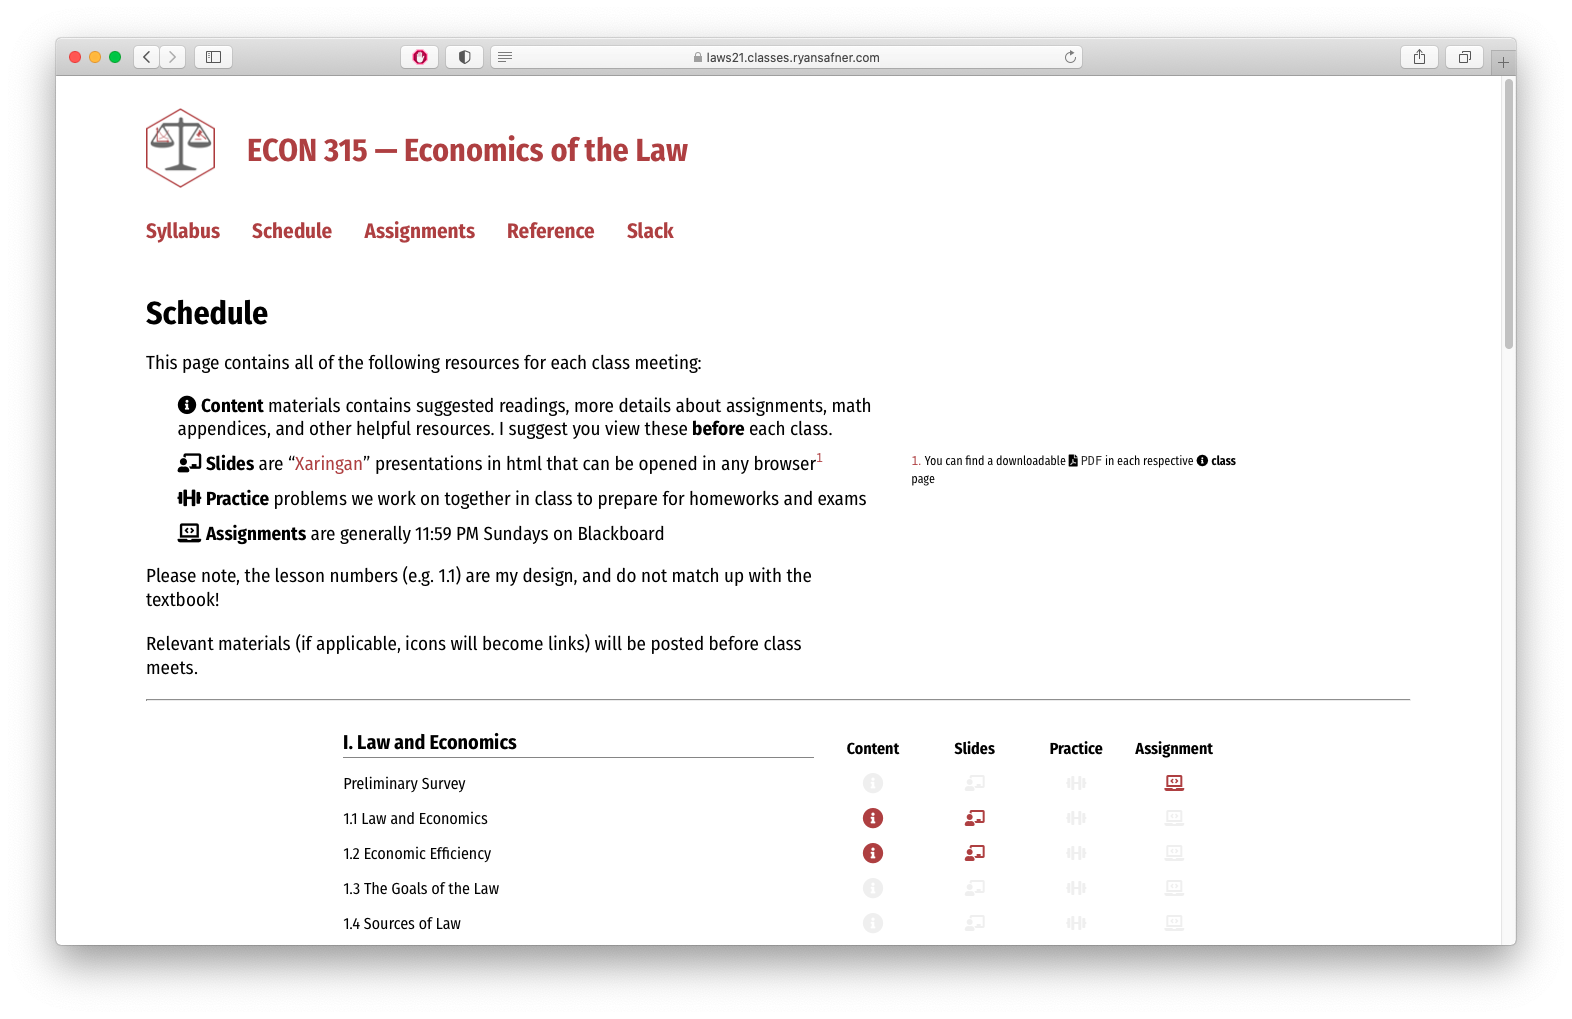 laws21.classes.ryansafner.com
ECON 315 — Economics of the Law
Syllabus Schedule Assignments Reference Slack
Schedule
This page contains all of the following resources for each class meeting:
Content materials contains suggested readings, more details about assignments, math
appendices, and other helpful resources. I suggest you view these before each class.
Slides are “Xaringan” presentations in html that can be opened in any browser1
1. You can find a downloadable PDF in each respective class
page
Practice problems we work on together in class to prepare for homeworks and exams
Assignments are generally 11:59 PM Sundays on Blackboard
Please note, the lesson numbers (e.g. 1.1) are my design, and do not match up with the
textbook!
Relevant materials (if applicable, icons will become links) will be posted before class
meets.
I. Law and Economics Content Slides Practice Assignment
Preliminary Survey
1.1 Law and Economics
1.2 Economic Efficiency
1.3 The Goals of the Law
1.4 Sources of Law